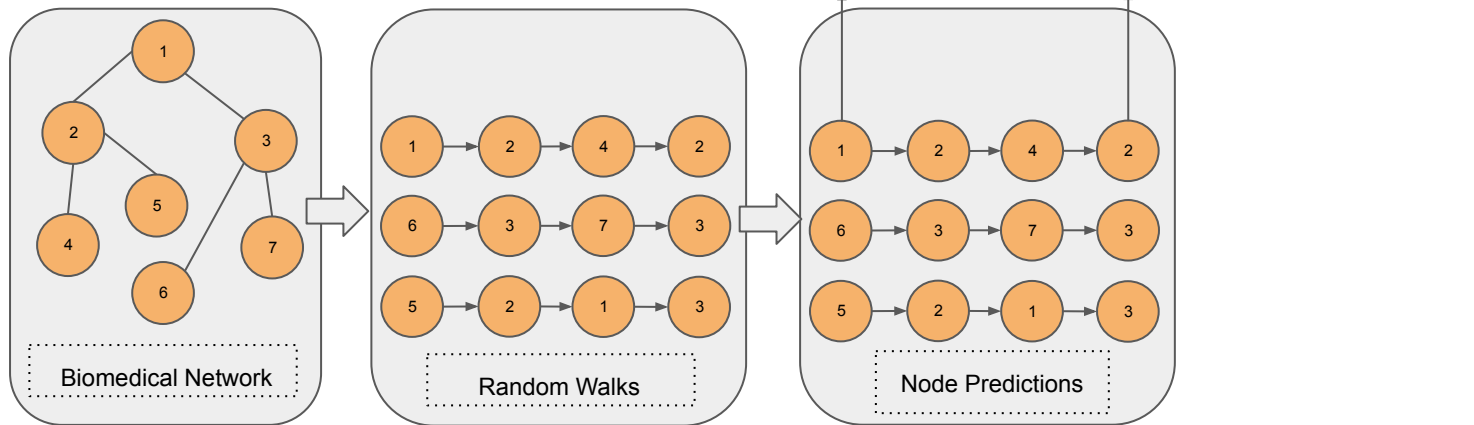 1
2
3
5
4
7
6
Biomedical Network
1 2 4 2
6 3 7 3
5 2 1 3
Random Walks
1 2 4 2
6 3 7 3
5 2 1 3
Node Predictions